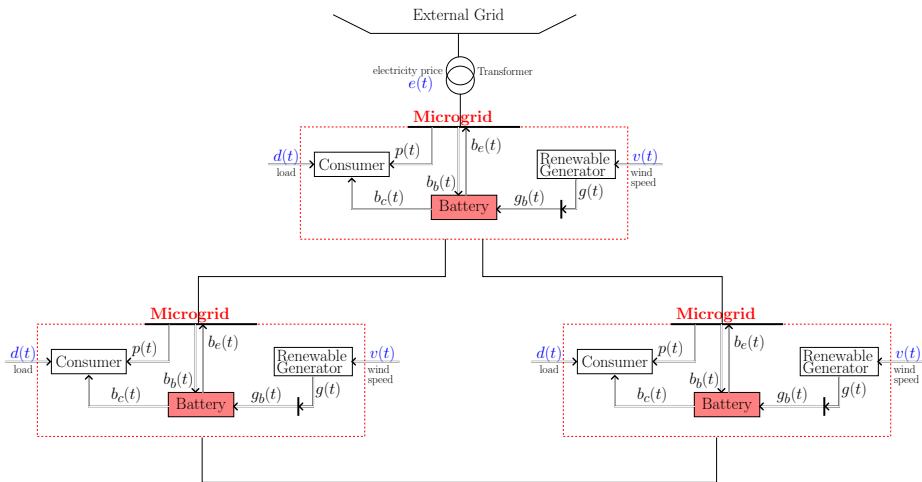 External Grid
electricity price
Transformer
e(t)
Microgrid
d(t)
load
Consumer
p(t)
b_e(t)
Renewable
Generator
v(t)
wind
speed
b_b(t)
b_c(t)
Battery
g_b(t)
g(t)
Microgrid
d(t)
load
Consumer
p(t)
b_e(t)
Renewable
Generator
v(t)
wind
speed
b_b(t)
b_c(t)
Battery
g_b(t)
g(t)
Microgrid
d(t)
load
Consumer
p(t)
b_e(t)
Renewable
Generator
v(t)
wind
speed
b_b(t)
b_c(t)
Battery
g_b(t)
g(t)